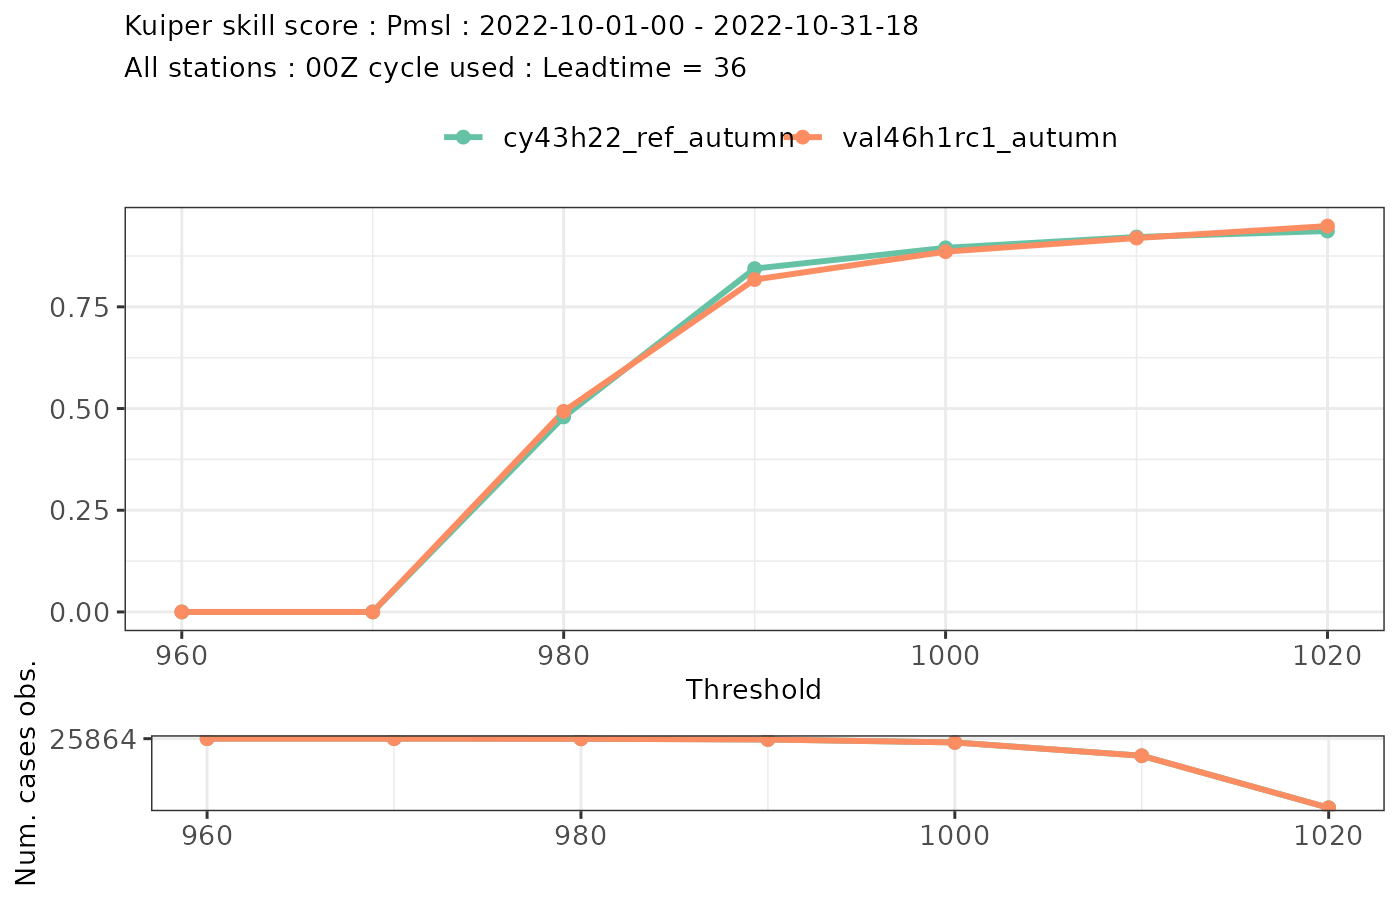 Kuiper skill score : Pmsl : 2022-10-01-00 - 2022-10-31-18
All stations : 00Z cycle used : Leadtime = 36
cy43h22_ref_autumn val46h1rc1_autumn
0.75
0.50
0.25
0.00
960 980 1000 1020
Threshold
Num. cases obs.
25864
960 980 1000 1020